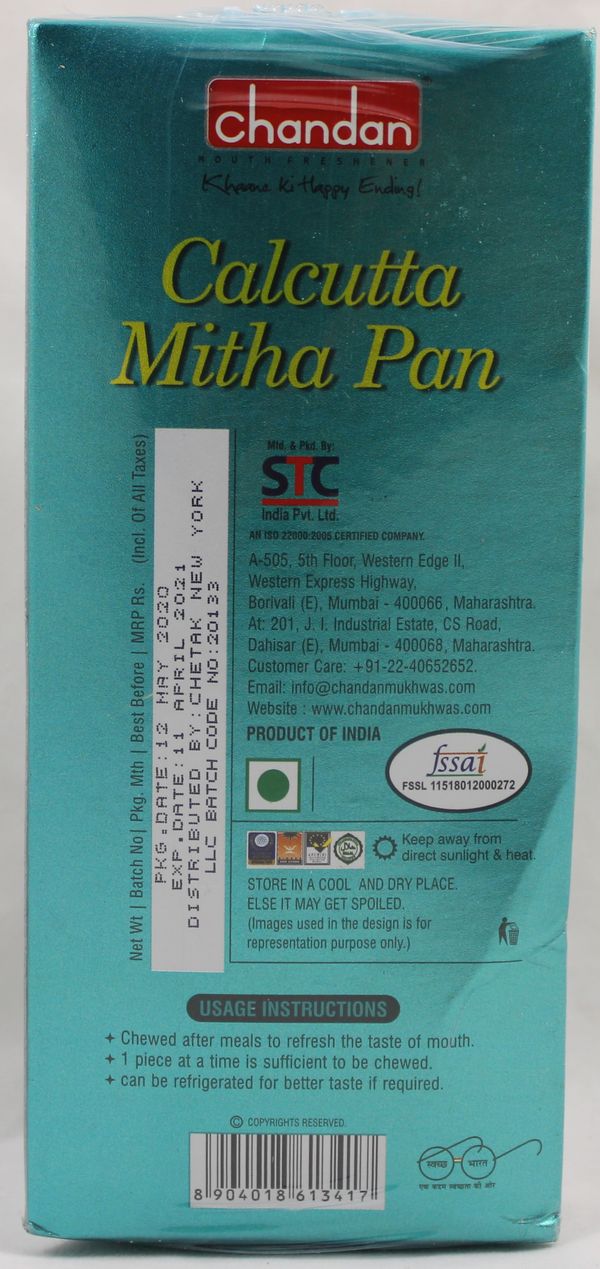 Chandan
MOUTH FRESHENER
Khaane Ki Happy Ending!
Calcutta
Mitha Pan
Net Wt | Batch No| Pkg. Mth | Best Before | MRP Rs. (Incl. Of All Taxes)
PKG.DATE:12 MAY 2020
EXP.DATE:11 APRIL 2021
DISTRIBUTED BY:CHETAK NEW YORK
LLC BATCH CODE NO:20133
Mfd. & Pkd. By:
STC
India Pvt. Ltd.
AN ISO 22000:2005 CERTIFIED COMPANY.
A-505, 5th Floor, Western Edge II,
Western Express Highway,
Borivali (E), Mumbai - 400066, Maharashtra.
At: 201, J. I. Industrial Estate, CS Road,
Dahisar (E), Mumbai - 400068, Maharashtra.
Customer Care: +91-22-40652652.
Email: info@chandanmukhwas.com
Website : www.chandanmukhwas.com
PRODUCT OF INDIA
fssai
FSSL 11518012000272
Keep away from
direct sunlight & heat.
STORE IN A COOL AND DRY PLACE.
ELSE IT MAY GET SPOILED.
(Images used in the design is for
representation purpose only.)
USAGE INSTRUCTIONS
Chewed after meals to refresh the taste of mouth.
1 piece at a time is sufficient to be chewed.
can be refrigerated for better taste if required.
© COPYRIGHTS RESERVED.
8 904018 613417
स्वच्छ भारत
एक कदम स्वच्छता की ओर